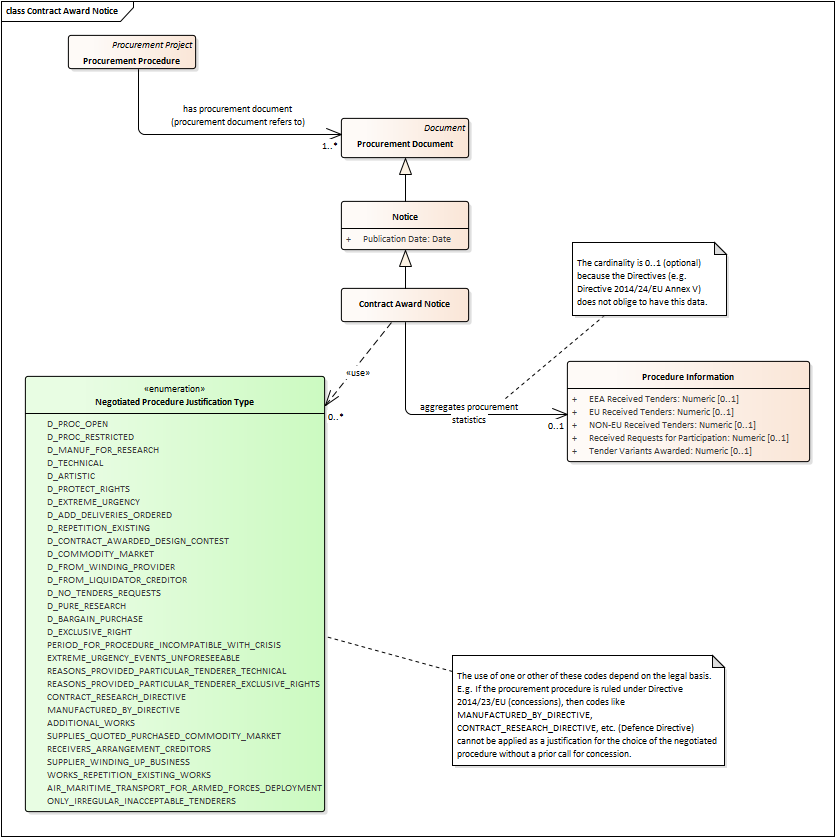 class Contract Award Notice
Procurement Project
Procurement Procedure
has procurement document
(procurement document refers to)
1..*
Document
Procurement Document
Notice
+ Publication Date: Date
Contract Award Notice
The cardinality is 0..1 (optional)
because the Directives (e.g.
Directive 2014/24/EU Annex V)
does not oblige to have this data.
«use»
0..*
aggregates procurement
statistics
0..1
Procedure Information
+ EEA Received Tenders: Numeric [0..1]
+ EU Received Tenders: Numeric [0..1]
+ NON-EU Received Tenders: Numeric [0..1]
+ Received Requests for Participation: Numeric [0..1]
+ Tender Variants Awarded: Numeric [0..1]
«enumeration»
Negotiated Procedure Justification Type
D_PROC_OPEN
D_PROC_RESTRICTED
D_MANUF_FOR_RESEARCH
D_TECHNICAL
D_ARTISTIC
D_PROTECT_RIGHTS
D_EXTREME_URGENCY
D_ADD_DELIVERIES_ORDERED
D_REPETITION_EXISTING
D_CONTRACT_AWARDED_DESIGN_CONTEST
D_COMMODITY_MARKET
D_FROM_WINDING_PROVIDER
D_FROM_LIQUIDATOR_CREDITOR
D_NO_TENDERS_REQUESTS
D_PURE_RESEARCH
D_BARGAIN_PURCHASE
D_EXCLUSIVE_RIGHT
PERIOD_FOR_PROCEDURE_INCOMPATIBLE_WITH_CRISIS
EXTREME_URGENCY_EVENTS_UNFORESEEABLE
REASONS_PROVIDED_PARTICULAR_TENDERER_TECHNICAL
REASONS_PROVIDED_PARTICULAR_TENDERER_EXCLUSIVE_RIGHTS
CONTRACT_RESEARCH_DIRECTIVE
MANUFACTURED_BY_DIRECTIVE
ADDITIONAL_WORKS
SUPPLIES_QUOTED_PURCHASED_COMMODITY_MARKET
RECEIVERS_ARRANGEMENT_CREDITORS
SUPPLIER_WINDING_UP_BUSINESS
WORKS_REPETITION_EXISTING_WORKS
AIR_MARITIME_TRANSPORT_FOR_ARMED_FORCES_DEPLOYMENT
ONLY_IRREGULAR_INACCEPTABLE_TENDERERS
The use of one or other of these codes depend on the legal basis.
E.g. If the procurement procedure is ruled under Directive
2014/23/EU (concessions), then codes like
MANUFACTURED_BY_DIRECTIVE,
CONTRACT_RESEARCH_DIRECTIVE, etc. (Defence Directive)
cannot be applied as a justification for the choice of the negotiated
procedure without a prior call for concession.